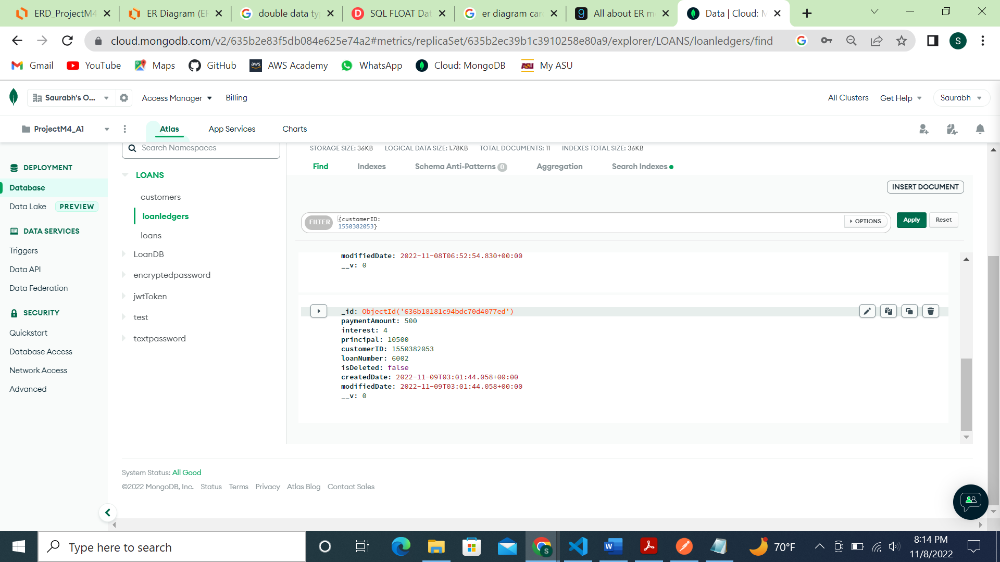 ERD_ProjectM4
ER Diagram (ER
double data ty
SQL FLOAT Dat
er diagram car
All about ER m
Data | Cloud: M
cloud.mongodb.com/v2/635b2e83f5db084e625e74a2#metrics/replicaSet/635b2ec39b1c3910258e80a9/explorer/LOANS/loanledgers/find
S
Gmail
YouTube
Maps
GitHub
AWS Academy
WhatsApp
Cloud: MongoDB
My ASU
Saurabh's O...
Access Manager
Billing
All Clusters
Get Help
Saurabh
ProjectM4_A1
Atlas
App Services
Charts
DEPLOYMENT
Database
Data Lake PREVIEW
DATA SERVICES
Triggers
Data API
Data Federation
SECURITY
Quickstart
Database Access
Network Access
Advanced
Search Namespaces
LOANS
customers
loanledgers
loans
LoanDB
encryptedpassword
jwtToken
test
textpassword
STORAGE SIZE: 36KB LOGICAL DATA SIZE: 1.78KB TOTAL DOCUMENTS: 11 INDEXES TOTAL SIZE: 36KB
Find Indexes Schema Anti-Patterns 0 Aggregation Search Indexes
INSERT DOCUMENT
FILTER
{customerID:
1550382053}
OPTIONS
Apply
Reset
modifiedDate: 2022-11-08T06:52:54.830+00:00
__v: 0
_id: ObjectId('636b18181c94bdc70d4077ed')
paymentAmount: 500
interest: 4
principal: 10500
customerID: 1550382053
loanNumber: 6002
isDeleted: false
createdDate: 2022-11-09T03:01:44.058+00:00
modifiedDate: 2022-11-09T03:01:44.058+00:00
__v: 0
System Status: All Good
©2022 MongoDB, Inc. Status Terms Privacy Atlas Blog Contact Sales
Type here to search
70°F
8:14 PM
11/8/2022